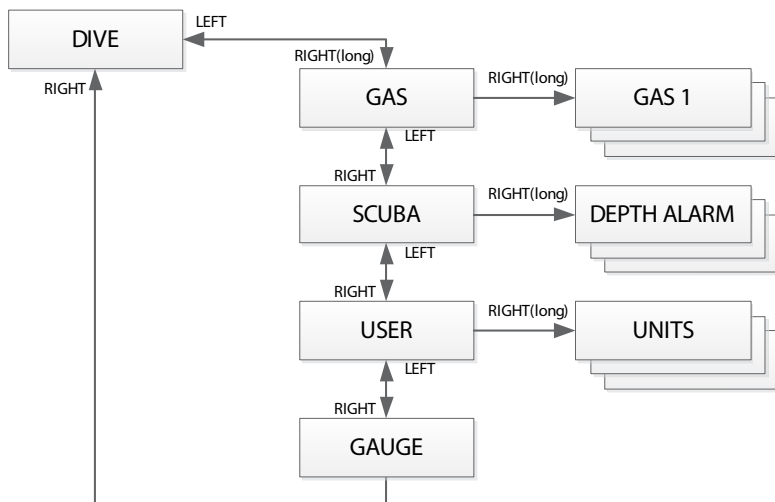 DIVE
LEFT
RIGHT(long)
RIGHT
GAS
RIGHT(long)
GAS 1
LEFT
RIGHT
SCUBA
RIGHT(long)
DEPTH ALARM
LEFT
RIGHT
USER
RIGHT(long)
UNITS
LEFT
RIGHT
GAUGE